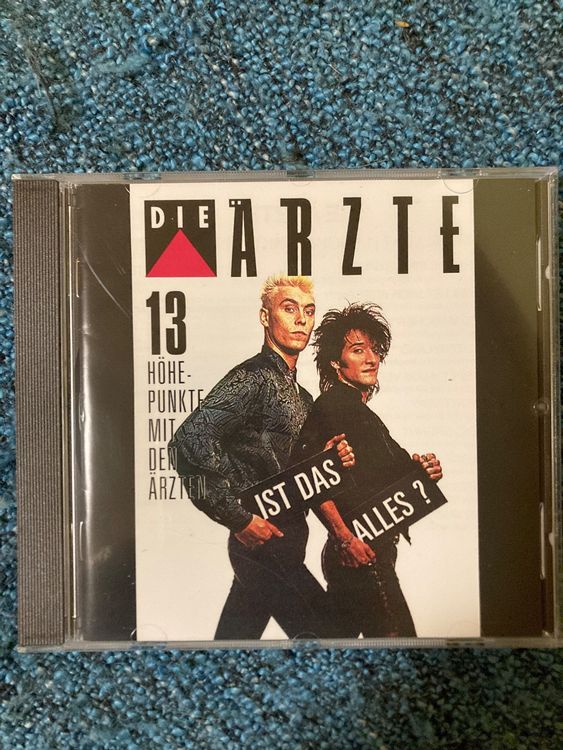 DIE ÄRZTE
13
HÖHE-
PUNKTE
MIT
DEN
ÄRZTEN
IST DAS
ALLES ?